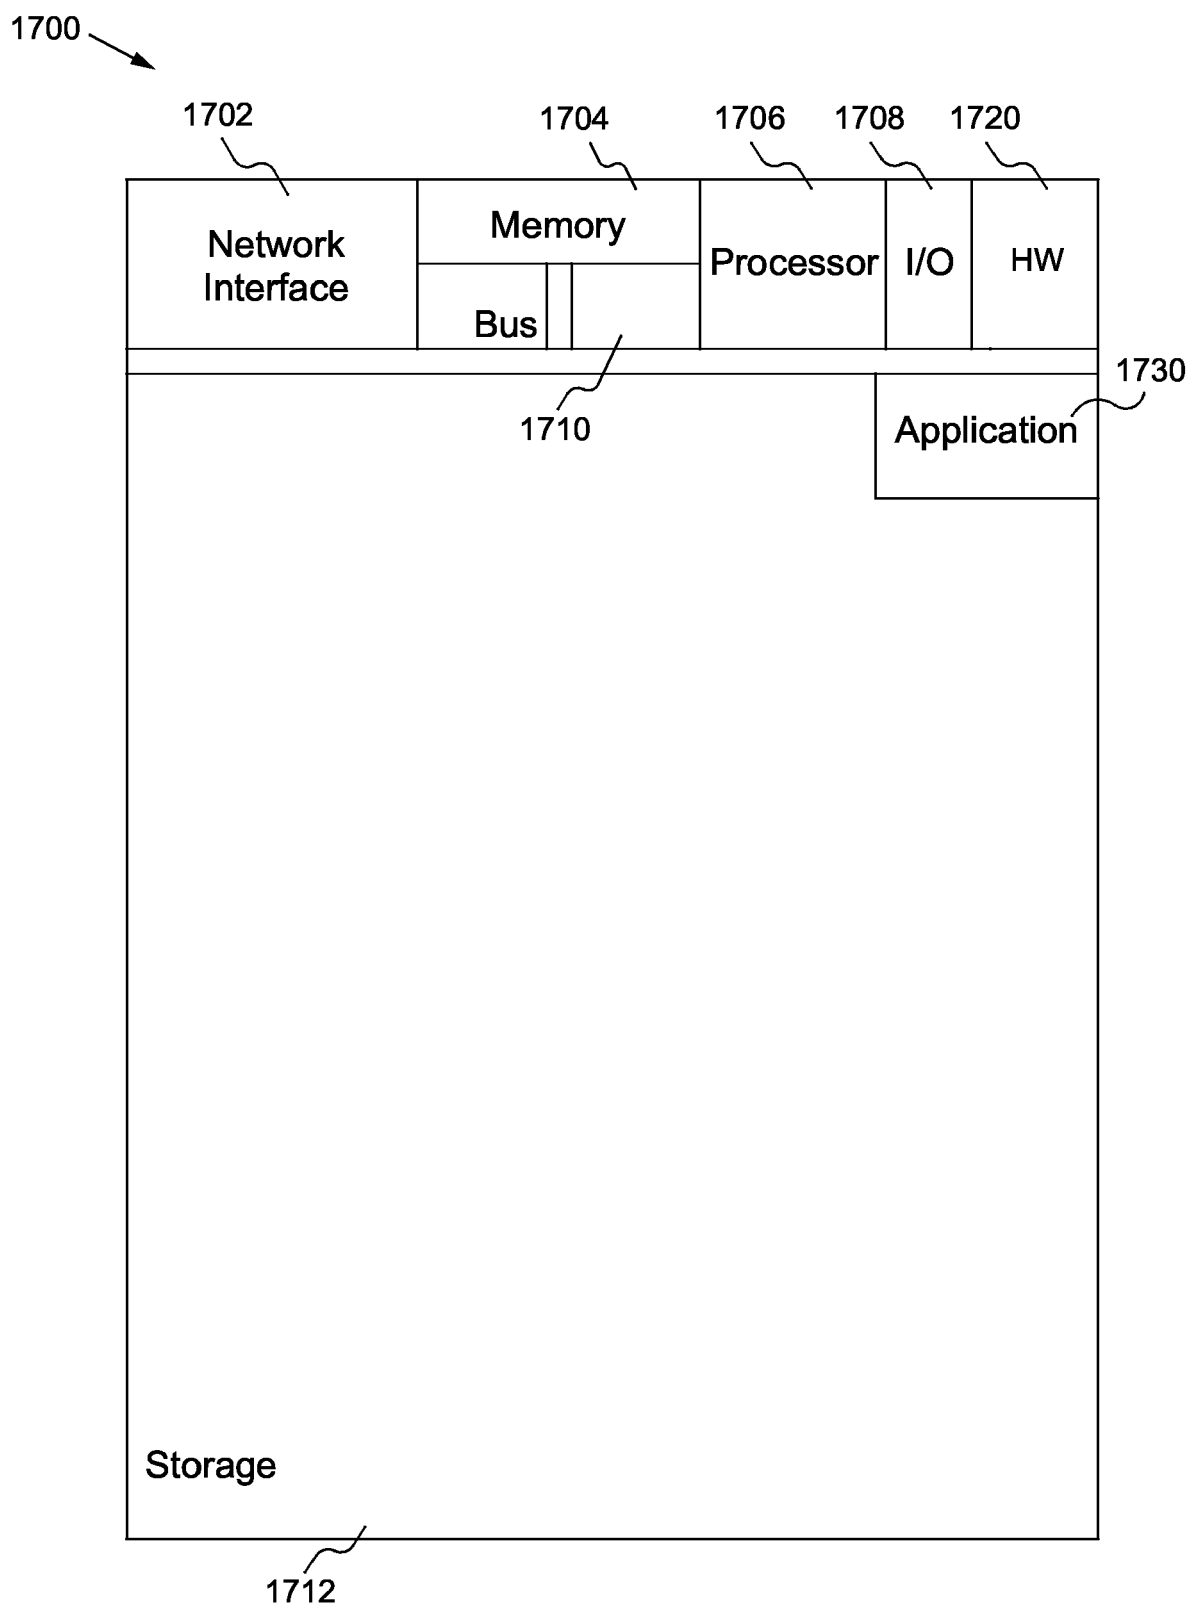 1700
1702
1704
1706
1708
1720
Network
Interface
Memory
Processor
I/O
HW
Bus
1710
1730
Application
Storage
1712